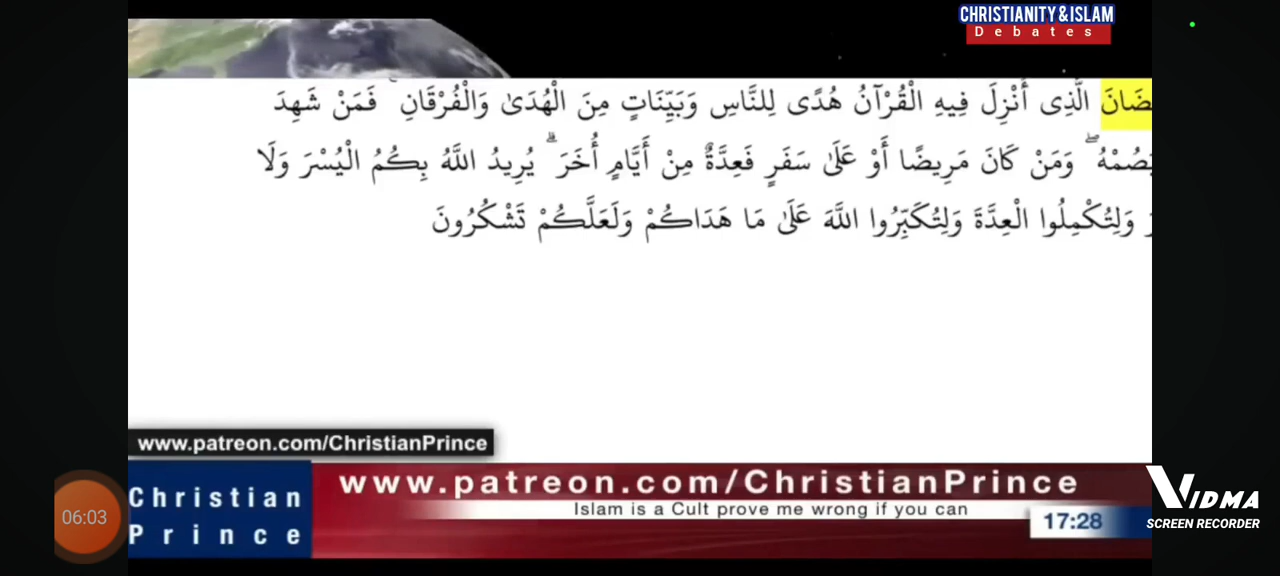 CHRISTIANITY & ISLAM
Debates
الَّذِى أُنْزِلَ فِيهِ الْقُرْآنُ هُدًى لِلنَّاسِ وَبَيِّنَاتٍ مِنَ الْهُدَىٰ وَالْفُرْقَانِ ۚ فَمَنْ شَهِدَ
وَمَنْ كَانَ مَرِيضًا أَوْ عَلَىٰ سَفَرٍ فَعِدَّةٌ مِنْ أَيَّامٍ أُخَرَ ۗ يُرِيدُ اللَّهُ بِكُمُ الْيُسْرَ وَلَا
وَلِتُكْمِلُوا الْعِدَّةَ وَلِتُكَبِّرُوا اللَّهَ عَلَىٰ مَا هَدَاكُمْ وَلَعَلَّكُمْ تَشْكُرُونَ
www.patreon.com/ChristianPrince
www.patreon.com/ChristianPrince
Islam is a Cult prove me wrong if you can
Christian
Prince
17:28
06:03
VIDMA
SCREEN RECORDER